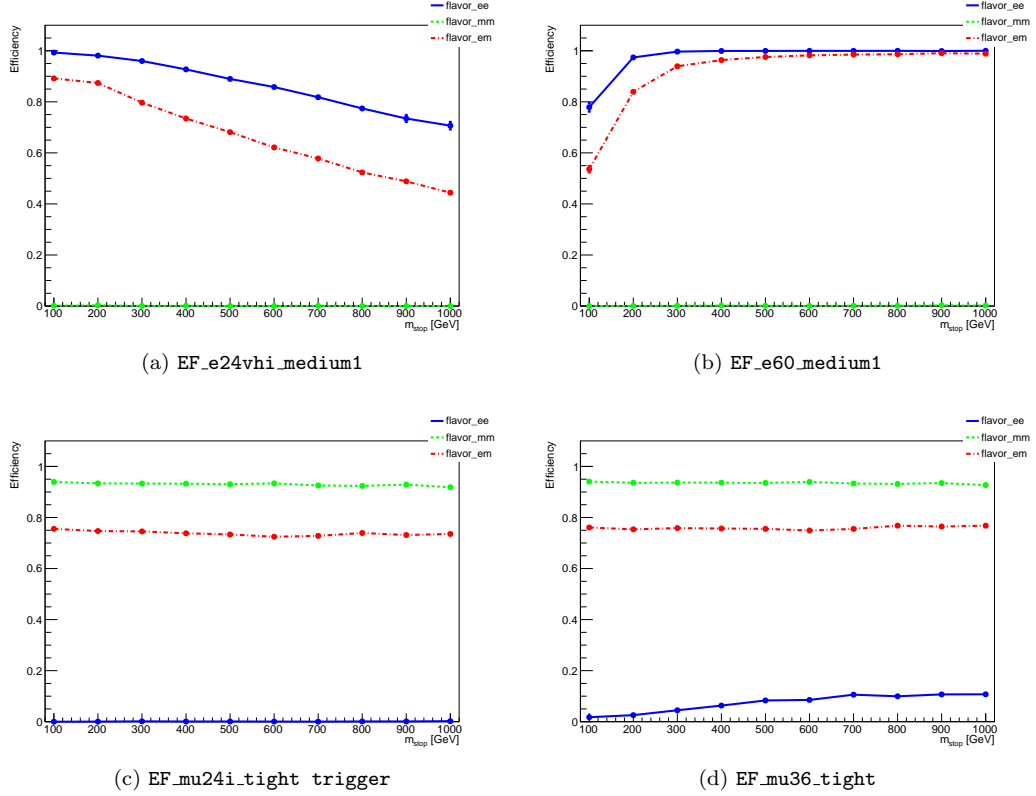 flavor_ee
flavor_mm
flavor_em
Efficiency
1
0.8
0.6
0.4
0.2
0
100 200 300 400 500 600 700 800 900 1000
m_stop [GeV]
(a) EF_e24vhi_medium1
flavor_ee
flavor_mm
flavor_em
Efficiency
1
0.8
0.6
0.4
0.2
0
100 200 300 400 500 600 700 800 900 1000
m_stop [GeV]
(b) EF_e60_medium1
flavor_ee
flavor_mm
flavor_em
Efficiency
1
0.8
0.6
0.4
0.2
0
100 200 300 400 500 600 700 800 900 1000
m_stop [GeV]
(c) EF_mu24i_tight trigger
flavor_ee
flavor_mm
flavor_em
Efficiency
1
0.8
0.6
0.4
0.2
0
100 200 300 400 500 600 700 800 900 1000
m_stop [GeV]
(d) EF_mu36_tight